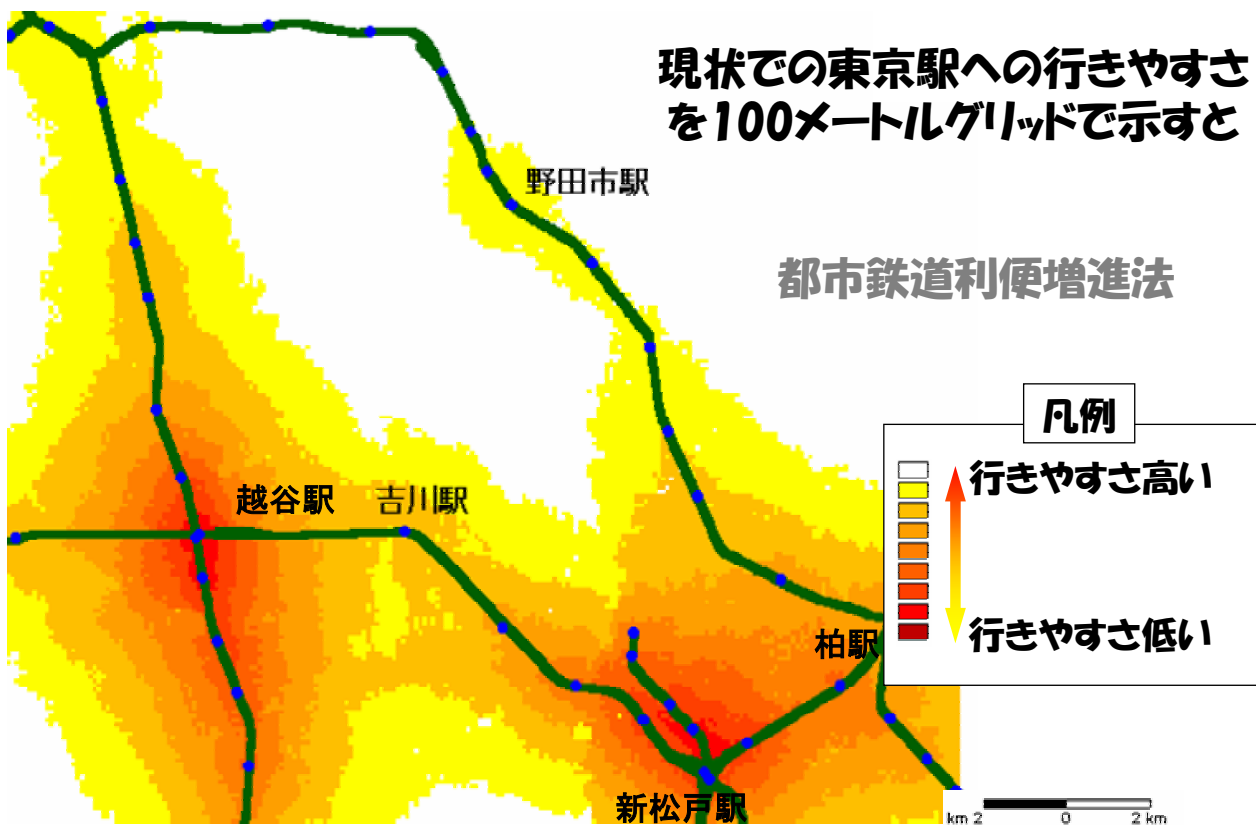 現状での東京駅への行きやすさ
を100メートルグリッドで示すと
野田市駅
都市鉄道利便増進法
凡例
行きやすさ高い
越谷駅
吉川駅
行きやすさ低い
柏駅
新松戸駅
km 2 0 2 km